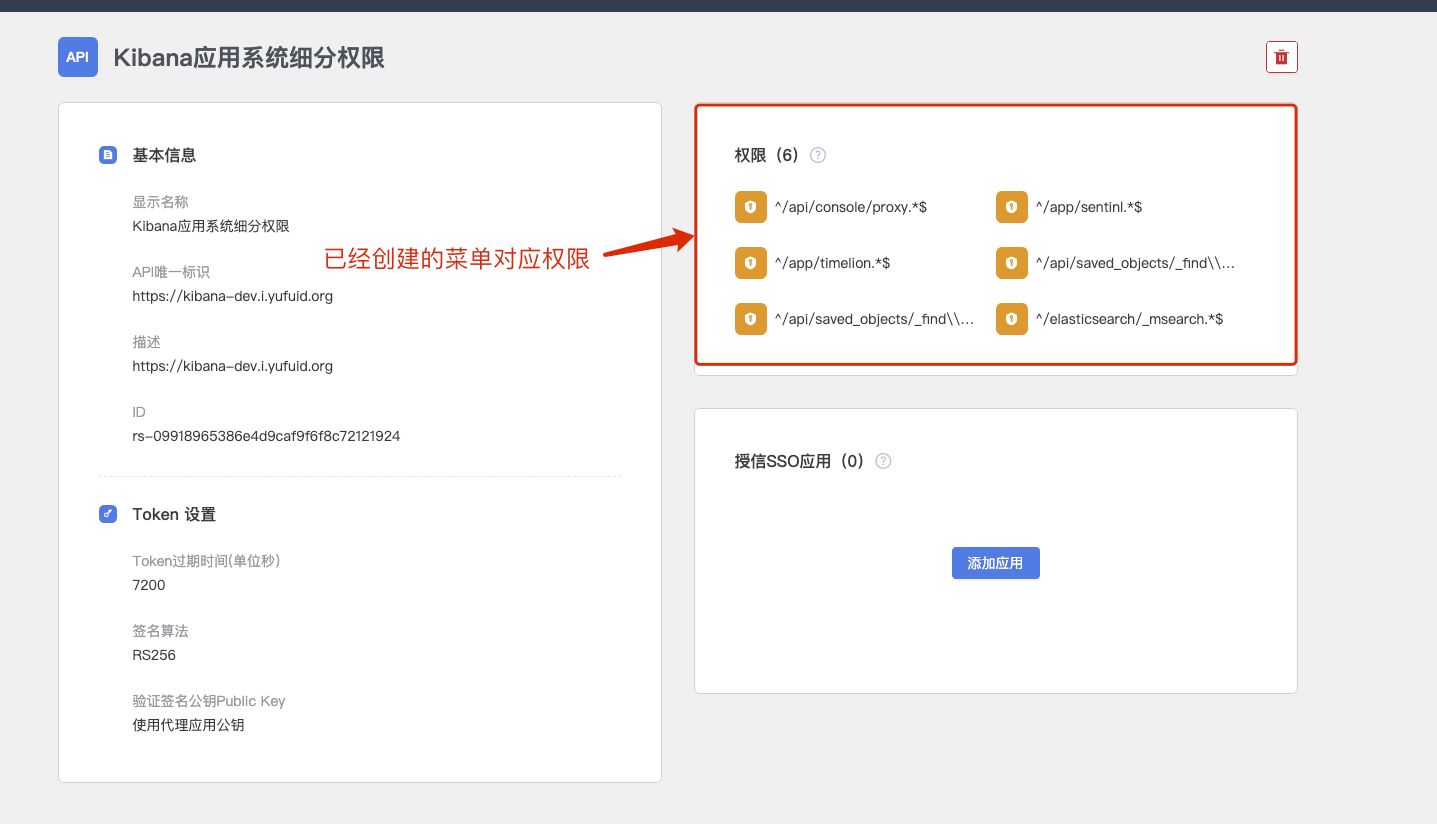 API
Kibana应用系统细分权限
基本信息
显示名称
Kibana应用系统细分权限
API唯一标识
https://kibana-dev.i.yufuid.org
描述
https://kibana-dev.i.yufuid.org
ID
rs-09918965386e4d9caf9f6f8c72121924
Token 设置
Token过期时间(单位秒)
7200
签名算法
RS256
验证签名公钥Public Key
使用代理应用公钥
已经创建的菜单对应权限
权限（6） ?
^/api/console/proxy.*$
^/app/sentinl.*$
^/app/timelion.*$
^/api/saved_objects/_find\\...
^/api/saved_objects/_find\\...
^/elasticsearch/_msearch.*$
授信SSO应用（0） ?
添加应用